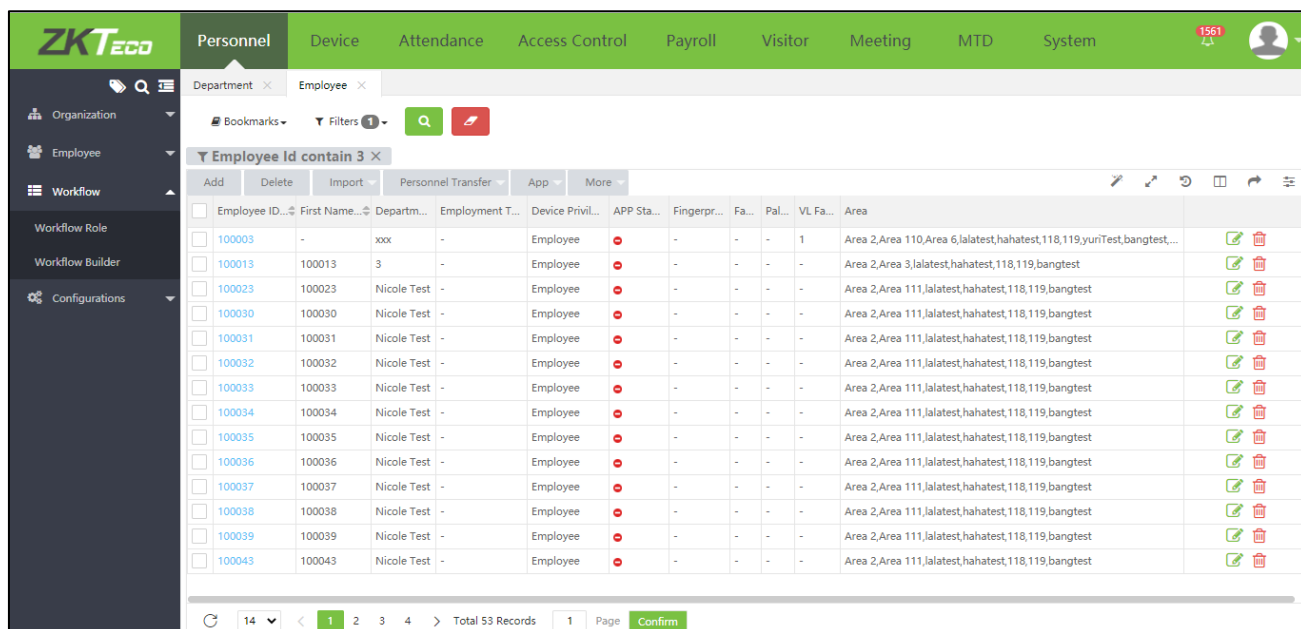 ZKTECO Personnel Device Attendance Access Control Payroll Visitor Meeting MTD System 1561
Department Employee
Organization
Employee
Workflow
Workflow Role
Workflow Builder
Configurations
Bookmarks Filters 1
Employee Id contain 3
Add Delete Import Personnel Transfer App More
Employee ID... First Name... Departm... Employment T... Device Privil... APP Sta... Fingerpr... Fa... Pal... VL Fa... Area
100003 - xxx - Employee - - - 1 Area 2,Area 110,Area 6,lalatest,hahatest,118,119,yuriTest,bangtest,...
100013 100013 3 - Employee - - - - Area 2,Area 3,lalatest,hahatest,118,119,bangtest
100023 100023 Nicole Test - Employee - - - - Area 2,Area 111,lalatest,hahatest,118,119,bangtest
100030 100030 Nicole Test - Employee - - - - Area 2,Area 111,lalatest,hahatest,118,119,bangtest
100031 100031 Nicole Test - Employee - - - - Area 2,Area 111,lalatest,hahatest,118,119,bangtest
100032 100032 Nicole Test - Employee - - - - Area 2,Area 111,lalatest,hahatest,118,119,bangtest
100033 100033 Nicole Test - Employee - - - - Area 2,Area 111,lalatest,hahatest,118,119,bangtest
100034 100034 Nicole Test - Employee - - - - Area 2,Area 111,lalatest,hahatest,118,119,bangtest
100035 100035 Nicole Test - Employee - - - - Area 2,Area 111,lalatest,hahatest,118,119,bangtest
100036 100036 Nicole Test - Employee - - - - Area 2,Area 111,lalatest,hahatest,118,119,bangtest
100037 100037 Nicole Test - Employee - - - - Area 2,Area 111,lalatest,hahatest,118,119,bangtest
100038 100038 Nicole Test - Employee - - - - Area 2,Area 111,lalatest,hahatest,118,119,bangtest
100039 100039 Nicole Test - Employee - - - - Area 2,Area 111,lalatest,hahatest,118,119,bangtest
100043 100043 Nicole Test - Employee - - - - Area 2,Area 111,lalatest,hahatest,118,119,bangtest
14 < 1 2 3 4 > Total 53 Records 1 Page Confirm